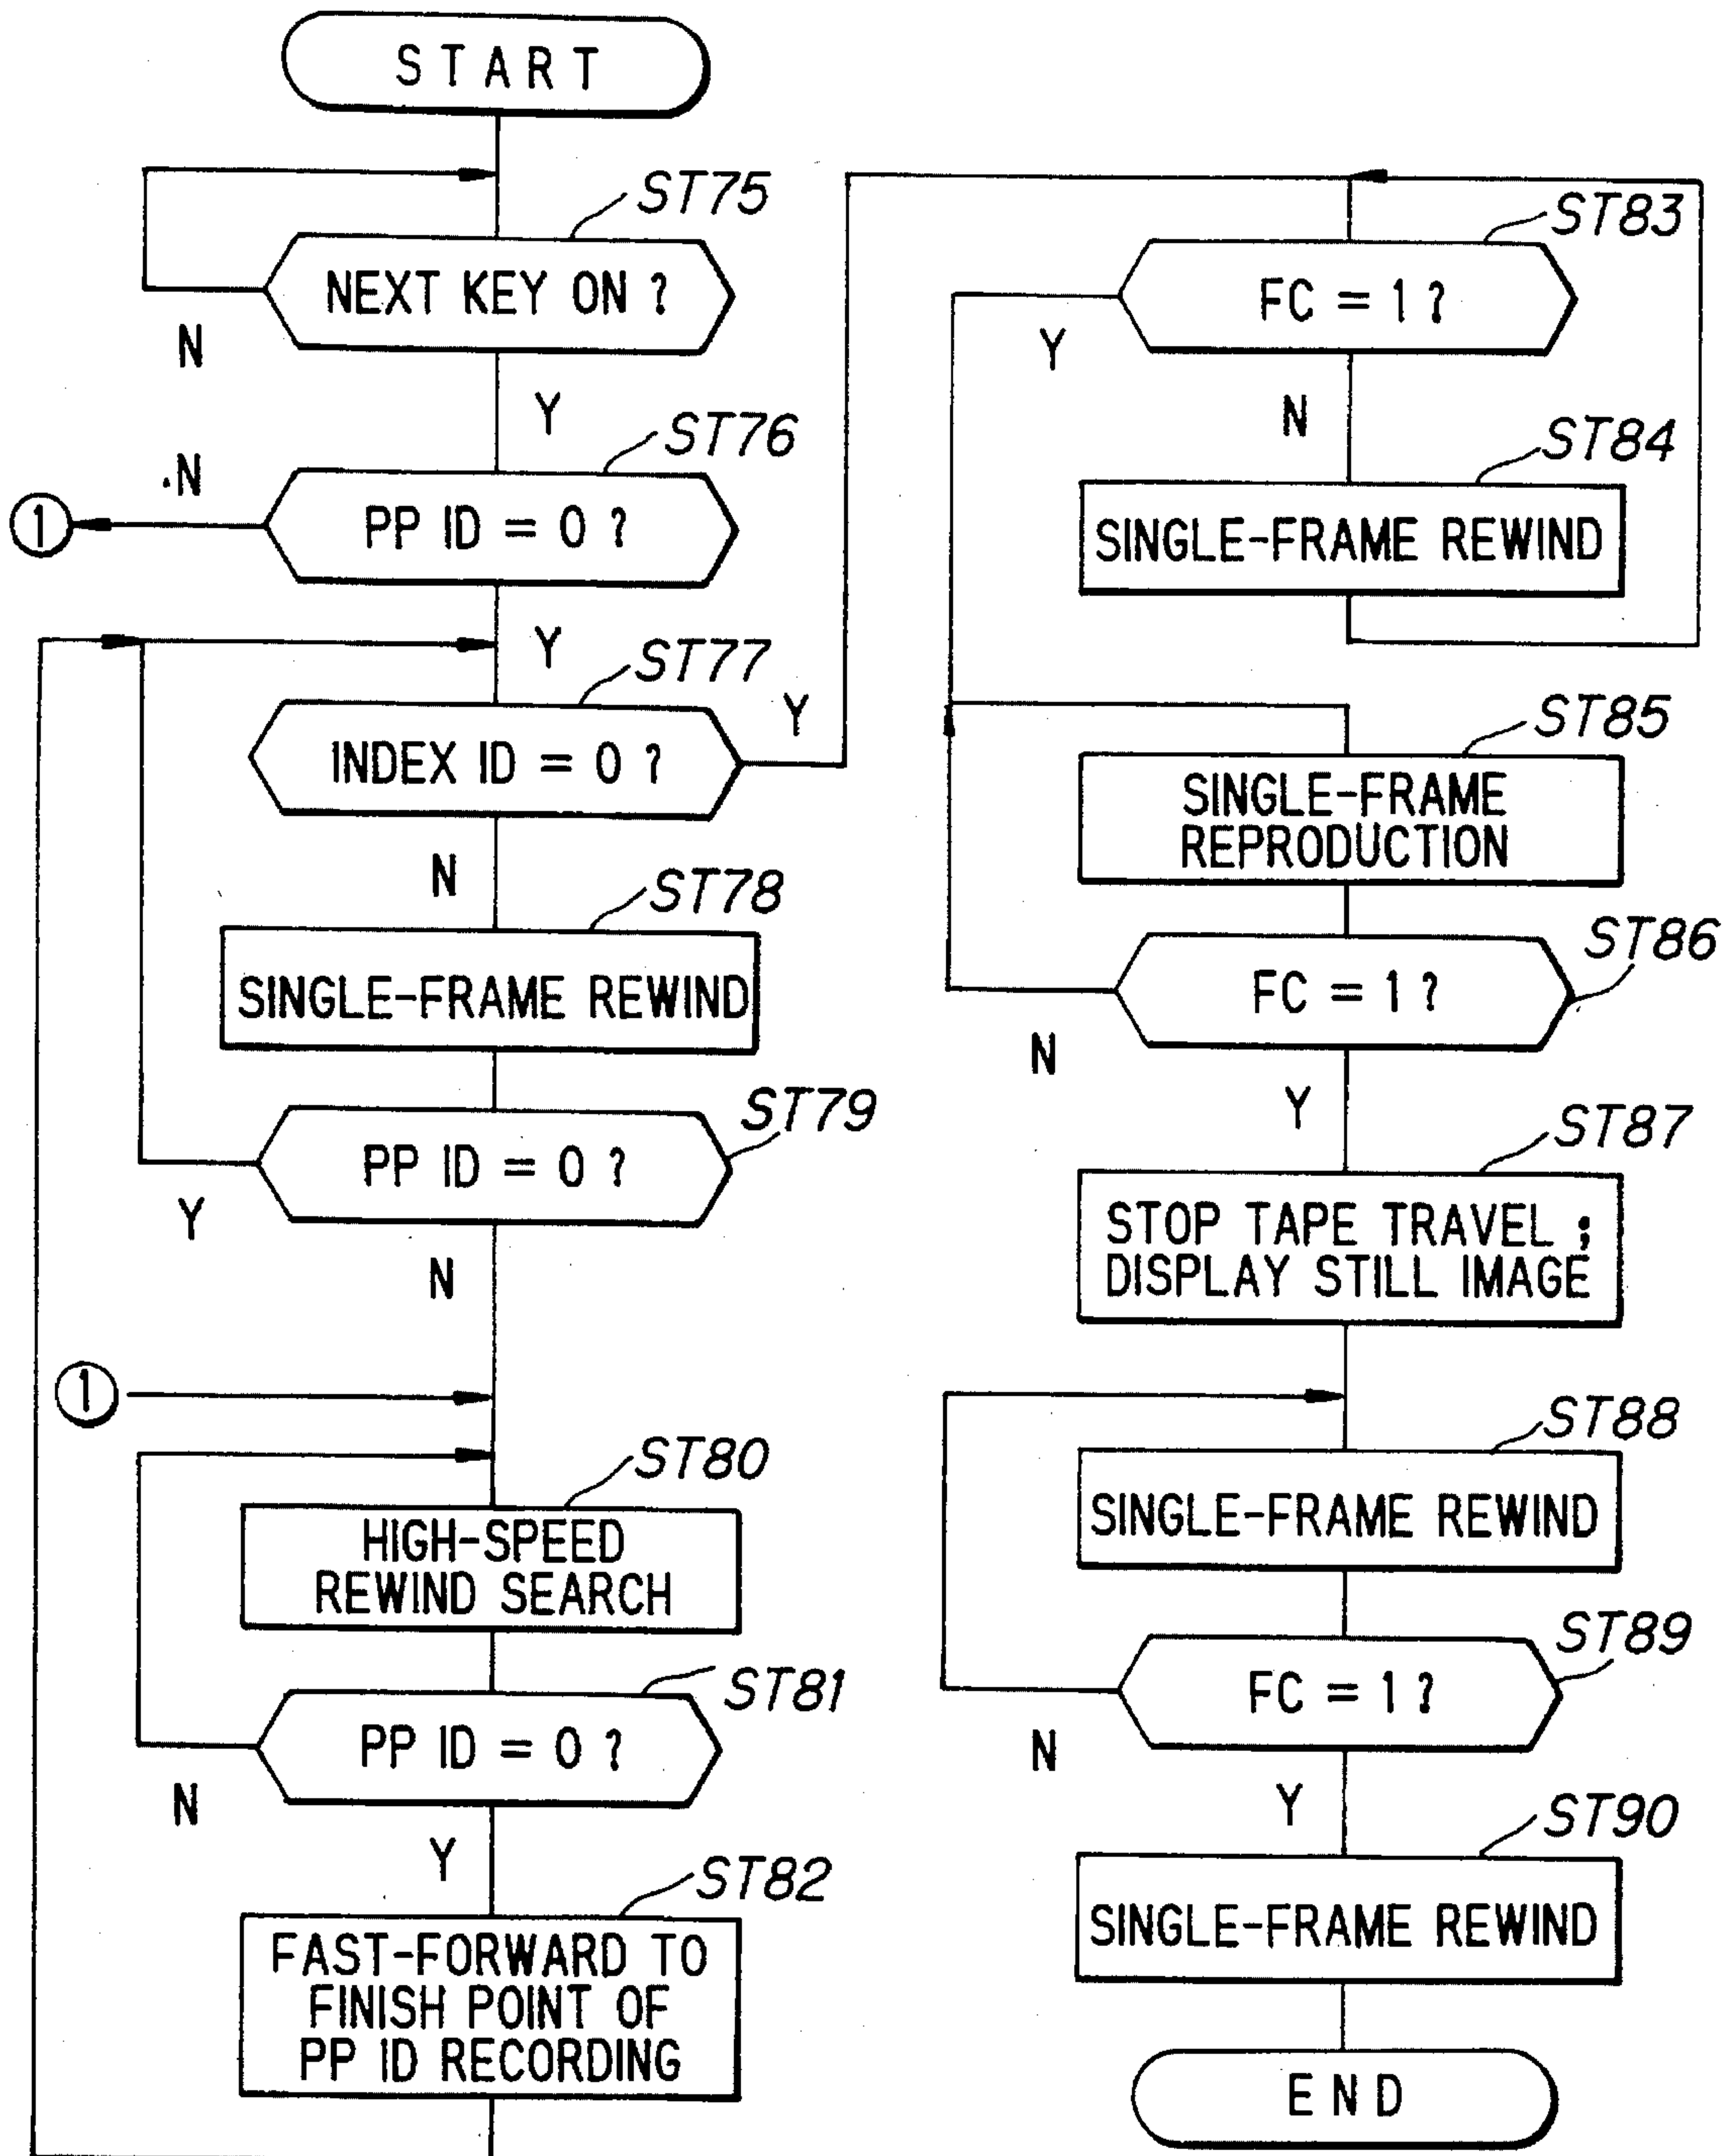 START
ST75
NEXT KEY ON ?
N
Y
ST76
N
1
PP ID = 0 ?
Y
ST77
Y
INDEX ID = 0 ?
N
ST78
SINGLE-FRAME REWIND
ST79
PP ID = 0 ?
Y
N
1
ST80
HIGH-SPEED
REWIND SEARCH
ST81
PP ID = 0 ?
N
Y
ST82
FAST-FORWARD TO
FINISH POINT OF
PP ID RECORDING
ST83
FC = 1 ?
Y
N
ST84
SINGLE-FRAME REWIND
ST85
SINGLE-FRAME
REPRODUCTION
ST86
FC = 1 ?
N
Y
ST87
STOP TAPE TRAVEL ;
DISPLAY STILL IMAGE
ST88
SINGLE-FRAME REWIND
ST89
FC = 1 ?
N
Y
ST90
SINGLE-FRAME REWIND
END